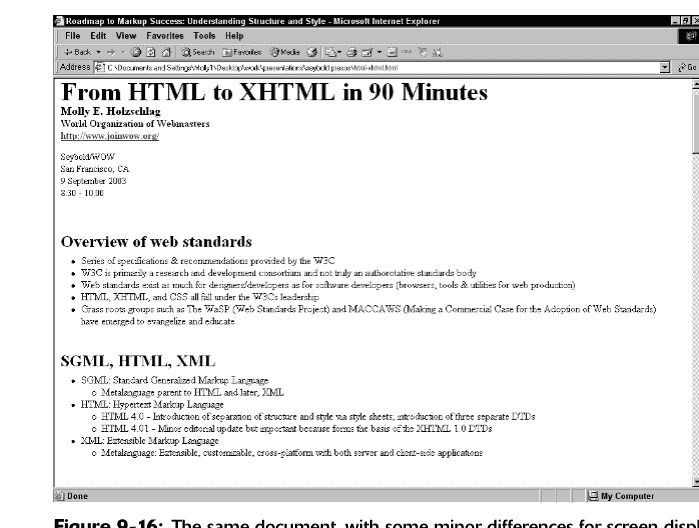 Roadmap to Markup Success: Understanding Structure and Style - Microsoft Internet Explorer
File Edit View Favorites Tools Help
Back Search Favorites Media
Address Go
From HTML to XHTML in 90 Minutes
Molly E. Holzschlag
World Organization of Webmasters
http://www.joinwow.org/
Seybold/WOW
San Francisco, CA
9 September 2003
8:30 - 10:00
Overview of web standards
• Series of specifications & recommendations provided by the W3C
• W3C is primarily a research and development consortium and not truly an authorotative standards body
• Web standards exist as much for designers/developers as for software developers (browsers, tools & utilities for web production)
• HTML, XHTML, and CSS all fall under the W3Cs leadership
• Grass roots groups such as The WaSP (Web Standards Project) and MACCAWS (Making a Commercial Case for the Adoption of Web Standards)
have emerged to evangelize and educate
SGML, HTML, XML
• SGML: Standard Generalized Markup Language
o Metalanguage parent to HTML and later, XML
• HTML: Hypertext Markup Language
o HTML 4.0 - Introduction of separation of structure and style via style sheets, introduction of three separate DTDs
o HTML 4.01 - Minor editorial update but important because forms the basis of the XHTML 1.0 DTDs
• XML: Extensible Markup Language
o Metalanguage: Extensible, customizable, cross-platform with both server and client-side applications
Done My Computer
Figure 9-16: The same document, with some minor differences for screen displ